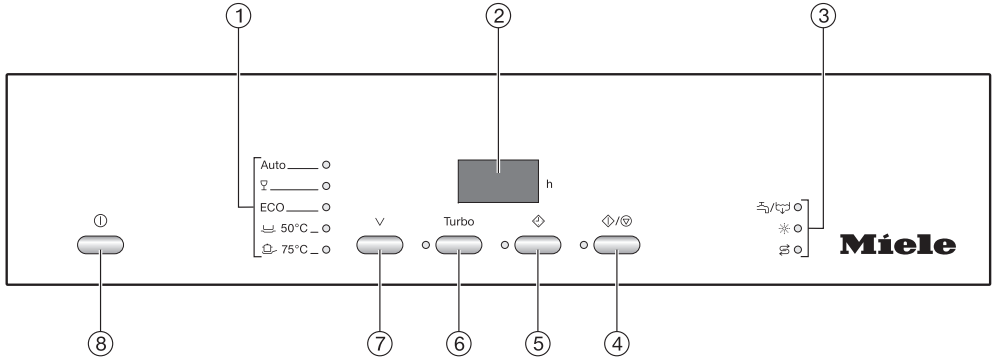 ① ② ③
Auto
ECO
50°C
75°C
h
Turbo
/
/
Miele
⑧ ⑦ ⑥ ⑤ ④